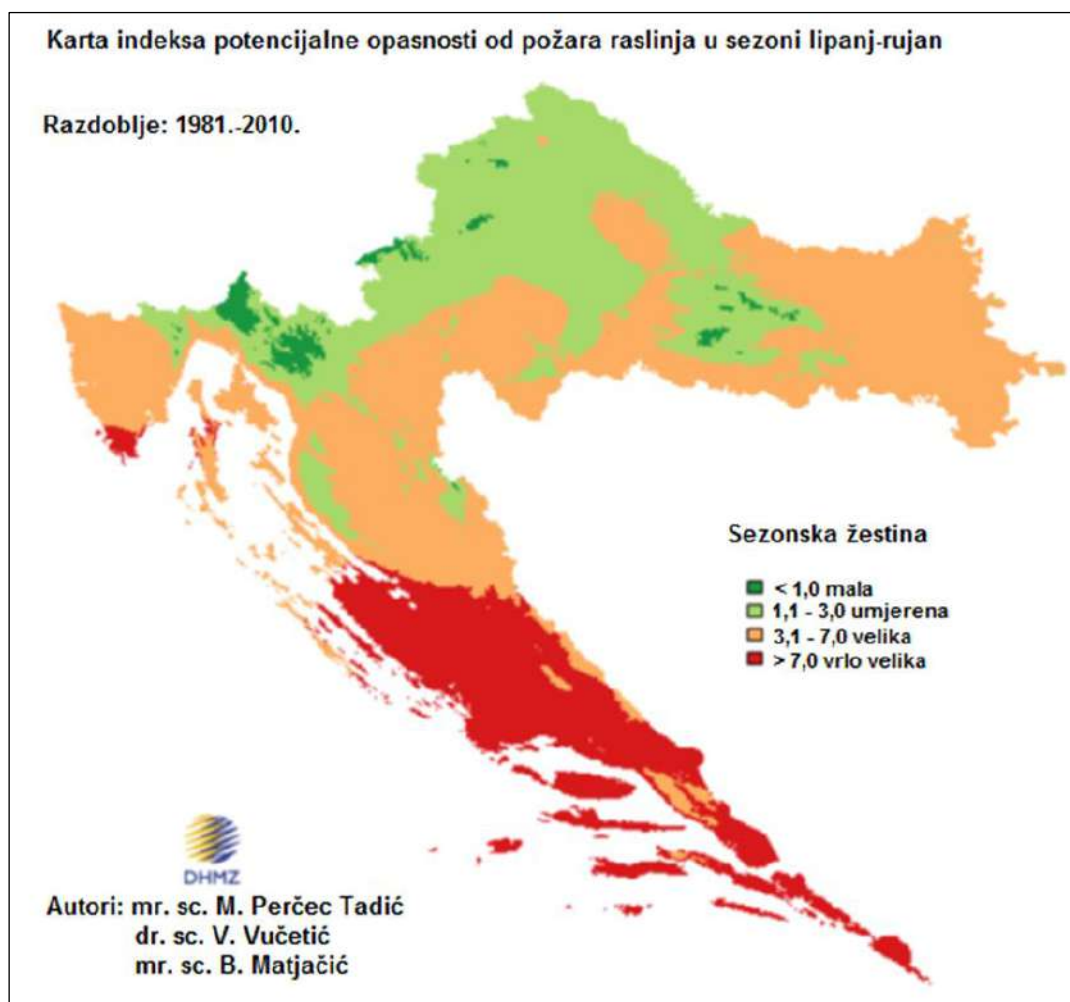 Karta indeksa potencijalne opasnosti od požara raslinja u sezoni lipanj-rujan
Razdoblje: 1981.-2010.
Sezonska žestina
< 1,0 mala
1,1 - 3,0 umjerena
3,1 - 7,0 velika
> 7,0 vrlo velika
DHMZ
Autori: mr. sc. M. Perčec Tadić
dr. sc. V. Vučetić
mr. sc. B. Matjačić